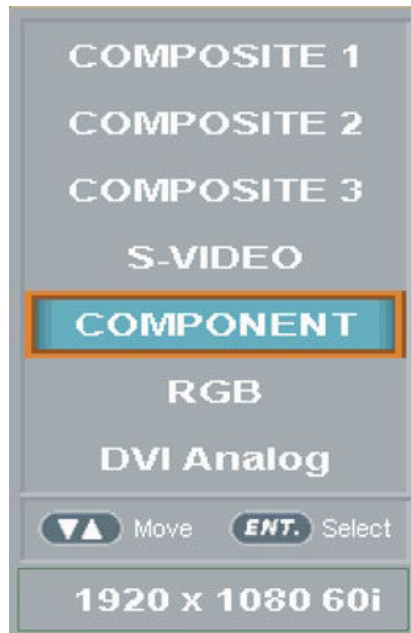 COMPOSITE 1
COMPOSITE 2
COMPOSITE 3
S-VIDEO
COMPONENT
RGB
DVI Analog
▼▲ Move ENT. Select
1920 x 1080 60i